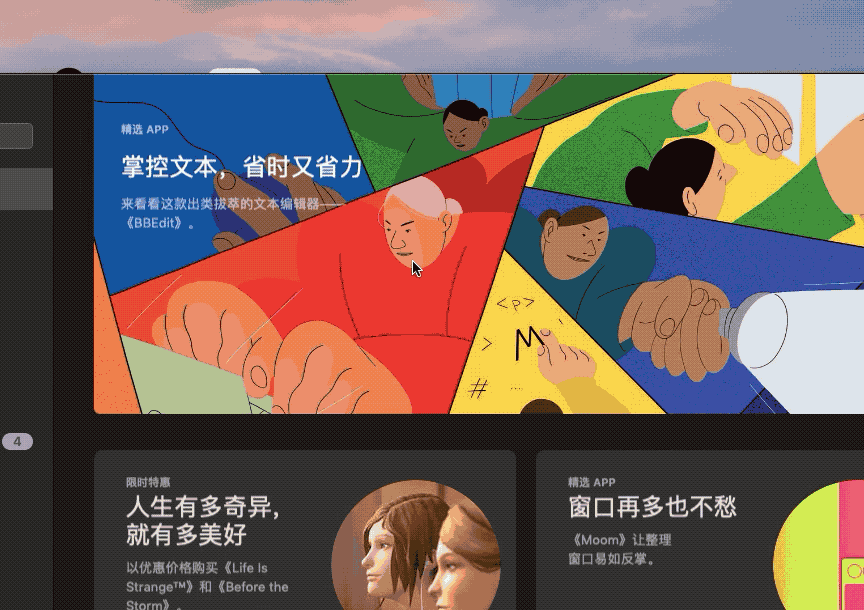 精选 APP
掌控文本，省时又省力
来看看这款出类拔萃的文本编辑器——
《BBEdit》。
<p>
>
M
#
4
限时特惠
人生有多奇异，
就有多美好
以优惠价格购买《Life Is
Strange™》和《Before the
Storm》。
精选 APP
窗口再多也不愁
《Moom》让整理
窗口易如反掌。